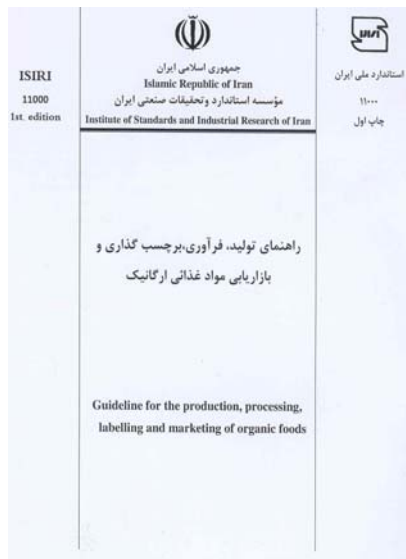 ISIRI
11000
1st. edition
جمهوری اسلامی ایران
Islamic Republic of Iran
مؤسسه استاندارد وتحقیقات صنعتی ایران
Institute of Standards and Industrial Research of Iran
استاندارد ملی ایران
۱۱۰۰۰
چاپ اول
راهنمای تولید، فرآوری،برچسب گذاری و
بازاریابی مواد غذائی ارگانیک
Guideline for the production, processing,
labelling and marketing of organic foods